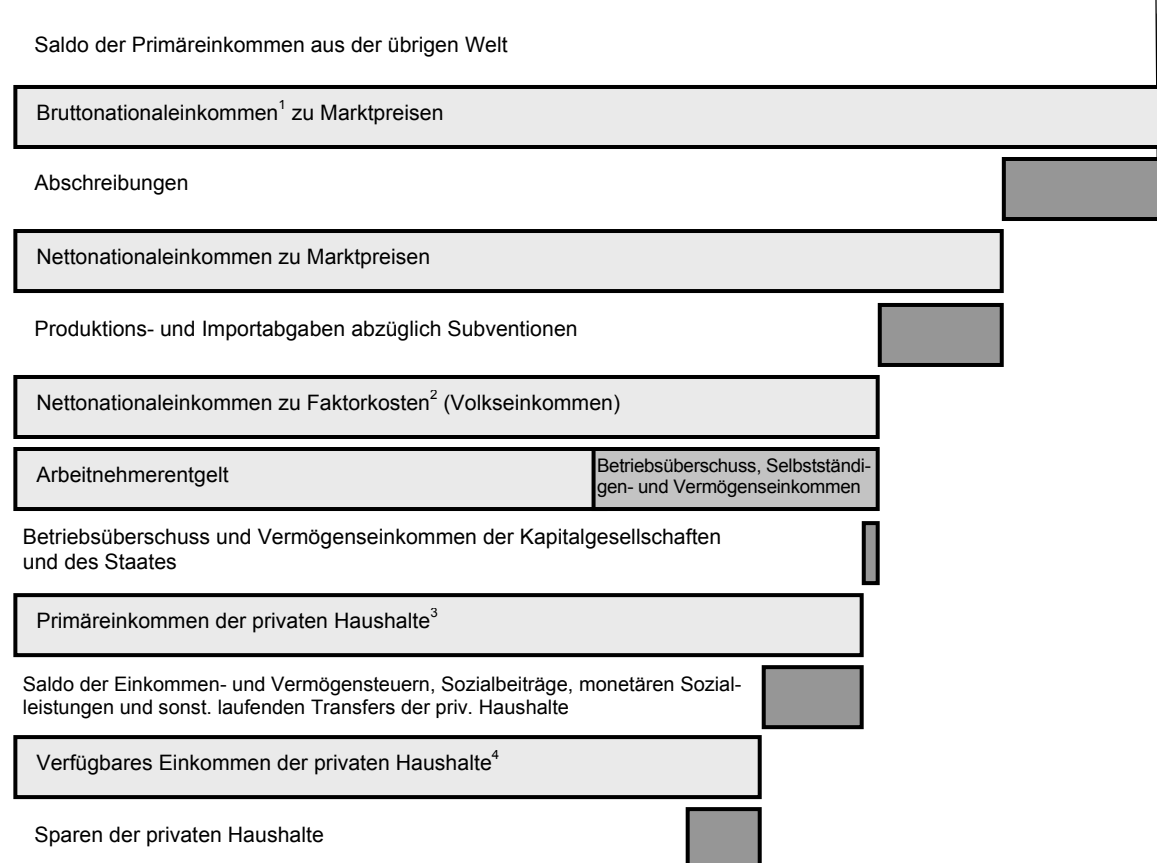 Saldo der Primäreinkommen aus der übrigen Welt
Bruttonationaleinkommen¹ zu Marktpreisen
Abschreibungen
Nettonationaleinkommen zu Marktpreisen
Produktions- und Importabgaben abzüglich Subventionen
Nettonationaleinkommen zu Faktorkosten² (Volkseinkommen)
Arbeitnehmerentgelt
Betriebsüberschuss, Selbstständi-
gen- und Vermögenseinkommen
Betriebsüberschuss und Vermögenseinkommen der Kapitalgesellschaften
und des Staates
Primäreinkommen der privaten Haushalte³
Saldo der Einkommen- und Vermögensteuern, Sozialbeiträge, monetären Sozial-
leistungen und sonst. laufenden Transfers der priv. Haushalte
Verfügbares Einkommen der privaten Haushalte⁴
Sparen der privaten Haushalte